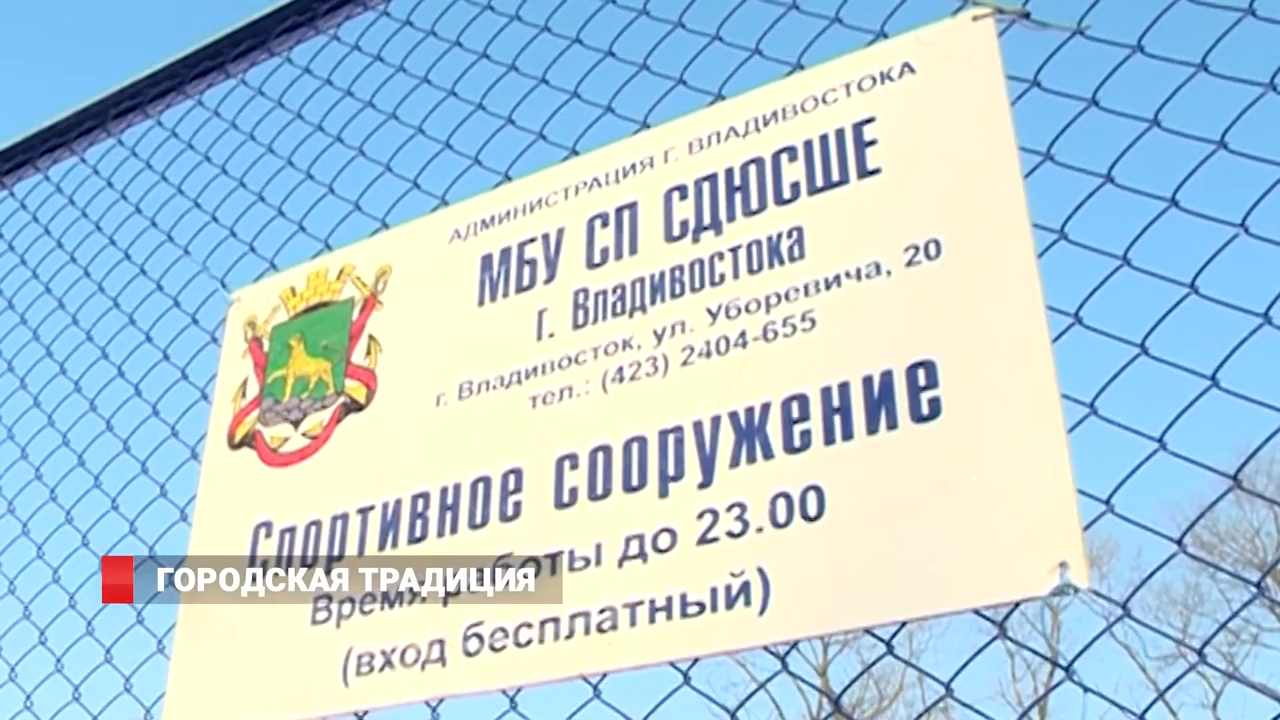 АДМИНИСТРАЦИЯ Г. ВЛАДИВОСТОКА
МБУ СП СДЮСШЕ
Г. Владивостока
г. Владивосток, ул. Уборевича, 20
тел.: (423) 2404-655
Спортивное сооружение
Время работы до 23.00
(вход бесплатный)
ГОРОДСКАЯ ТРАДИЦИЯ